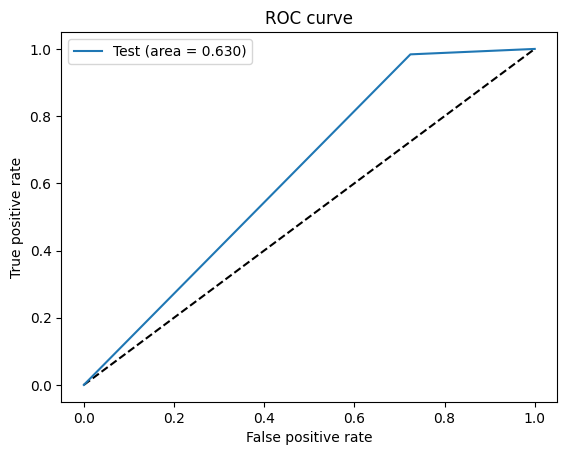 ROC curve
Test (area = 0.630)
1.0
0.8
0.6
0.4
0.2
0.0
True positive rate
0.0 0.2 0.4 0.6 0.8 1.0
False positive rate